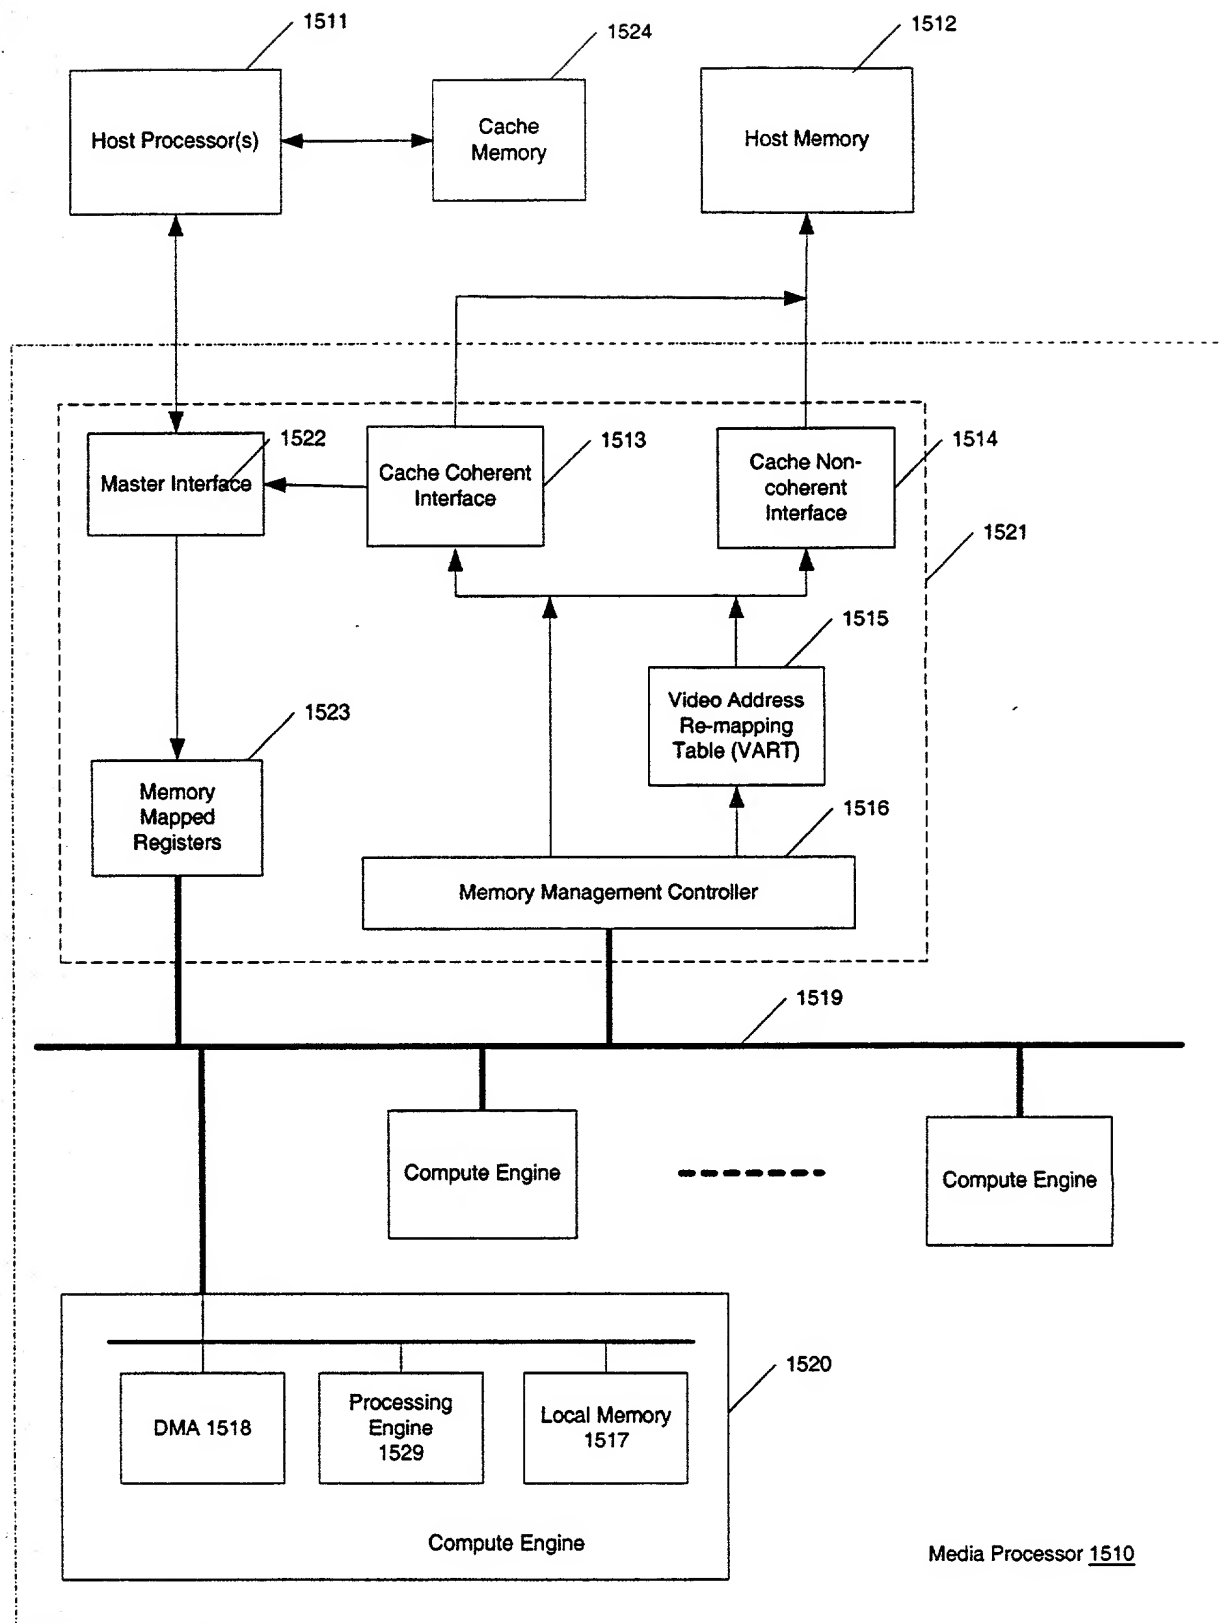 1511
1524
1512
Host Processor(s)
Cache
Memory
Host Memory
1522
Master Interface
1513
Cache Coherent
Interface
1514
Cache Non-
coherent
Interface
1521
1515
Video Address
Re-mapping
Table (VART)
1523
Memory
Mapped
Registers
1516
Memory Management Controller
1519
Compute Engine
Compute Engine
1520
DMA 1518
Processing
Engine
1529
Local Memory
1517
Compute Engine
Media Processor 1510